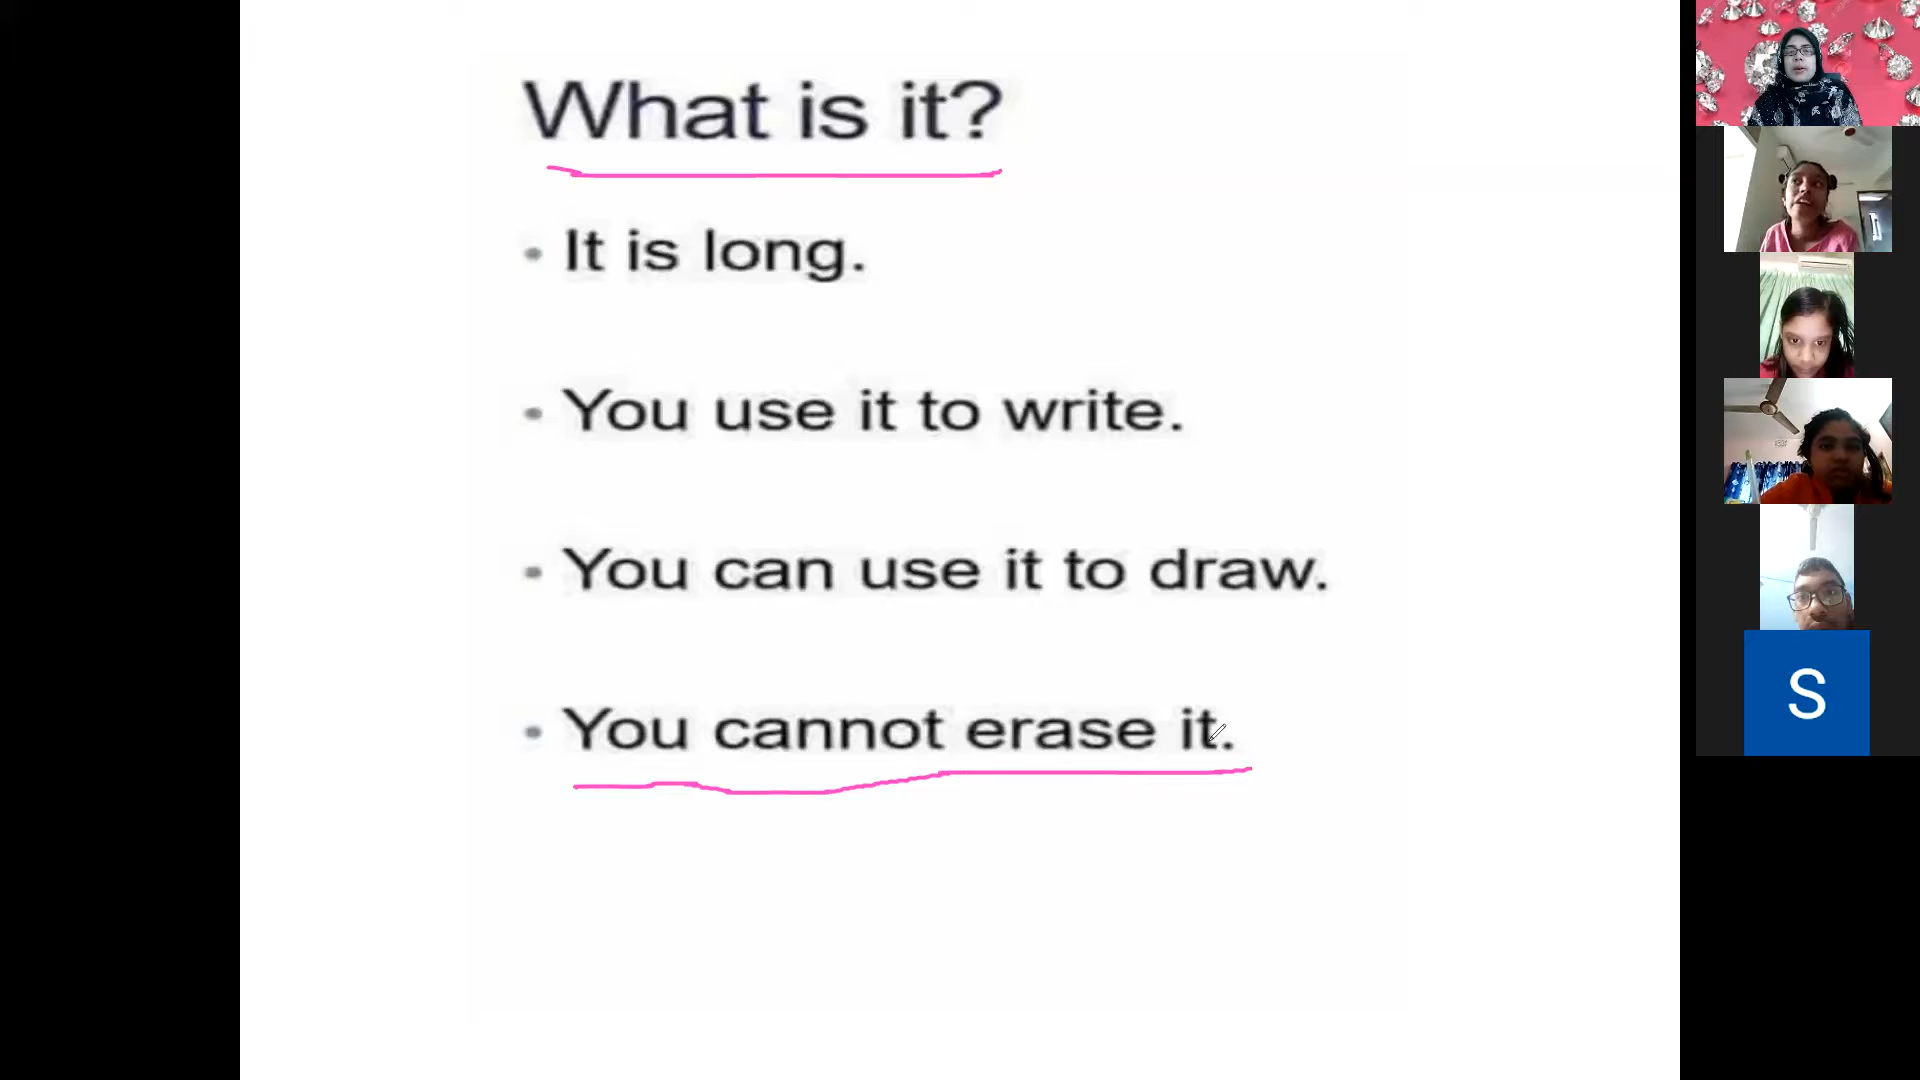 What is it?
• It is long.
• You use it to write.
• You can use it to draw.
• You cannot erase it.
S